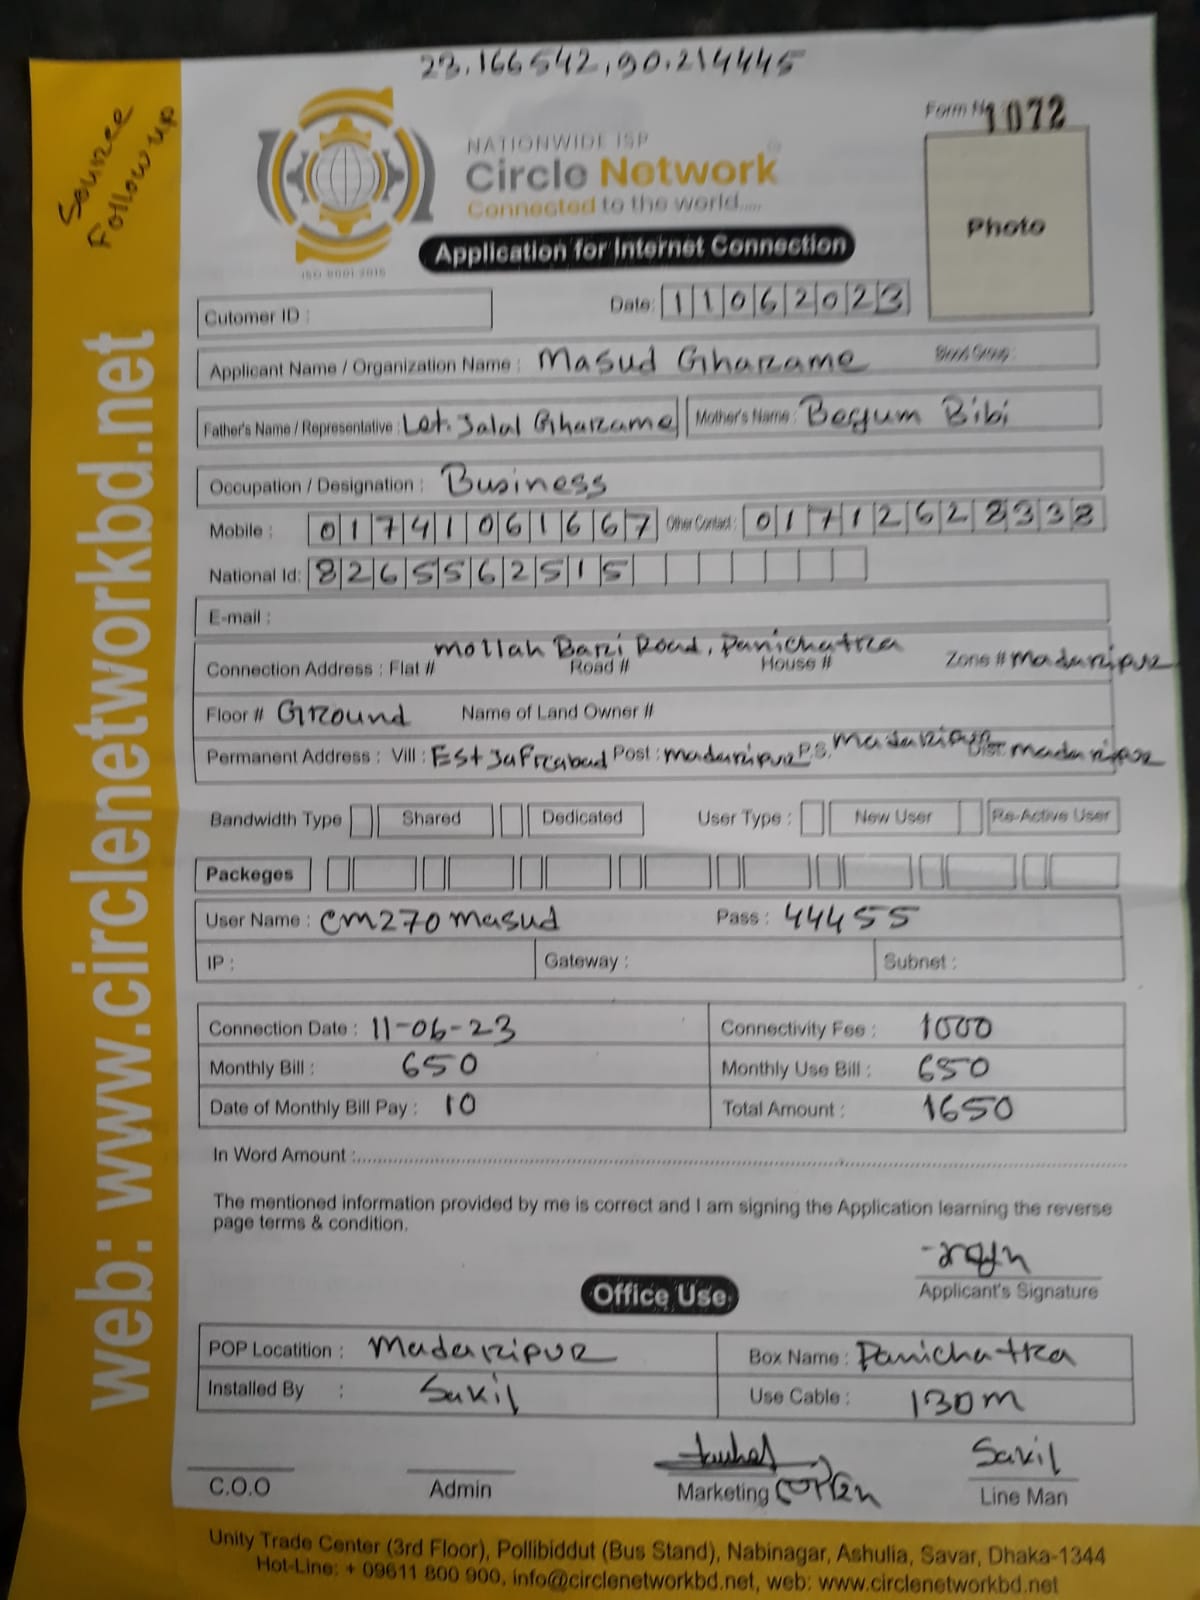 23.166542, 90.214445
Source
Follow up
Form No 1072
NATIONWIDE ISP
Circle Network
Connected to the world.....
ISO 9001:2015
Photo
Application for Internet Connection
Cutomer ID :
Date: 11062023
Applicant Name / Organization Name : Masud Gharame Blood Group :
Father's Name / Representative : Let. Jalal Gharame Mother's Name : Begum Bibi
Occupation / Designation : Business
Mobile : 01741061667 Other Contact : 01712628338
National Id: 8265562515
E-mail :
Mollah Bari Road, Panichatra
Connection Address : Flat # Road # House # Zone # Madaripur
Floor # Ground Name of Land Owner #
Permanent Address : Vill : Est Jafrabad Post : Madaripur P.S. Madaripur Dist: Madaripur
Bandwidth Type Shared Dedicated User Type : New User Re-Active User
Packeges
User Name : cm270masud Pass : 44455
IP : Gateway : Subnet :
Connection Date : 11-06-23 Connectivity Fee : 1000
Monthly Bill : 650 Monthly Use Bill : 650
Date of Monthly Bill Pay : 10 Total Amount : 1650
In Word Amount :
The mentioned information provided by me is correct and I am signing the Application learning the reverse
page terms & condition.
Applicant's Signature
Office Use
POP Locatition : Madaripur Box Name : Panichatra
Installed By : Sakil Use Cable : 130m
Sakil
C.O.O Admin Marketing Line Man
Unity Trade Center (3rd Floor), Pollibiddut (Bus Stand), Nabinagar, Ashulia, Savar, Dhaka-1344
Hot-Line: + 09611 800 900, info@circlenetworkbd.net, web: www.circlenetworkbd.net
web: www.circlenetworkbd.net